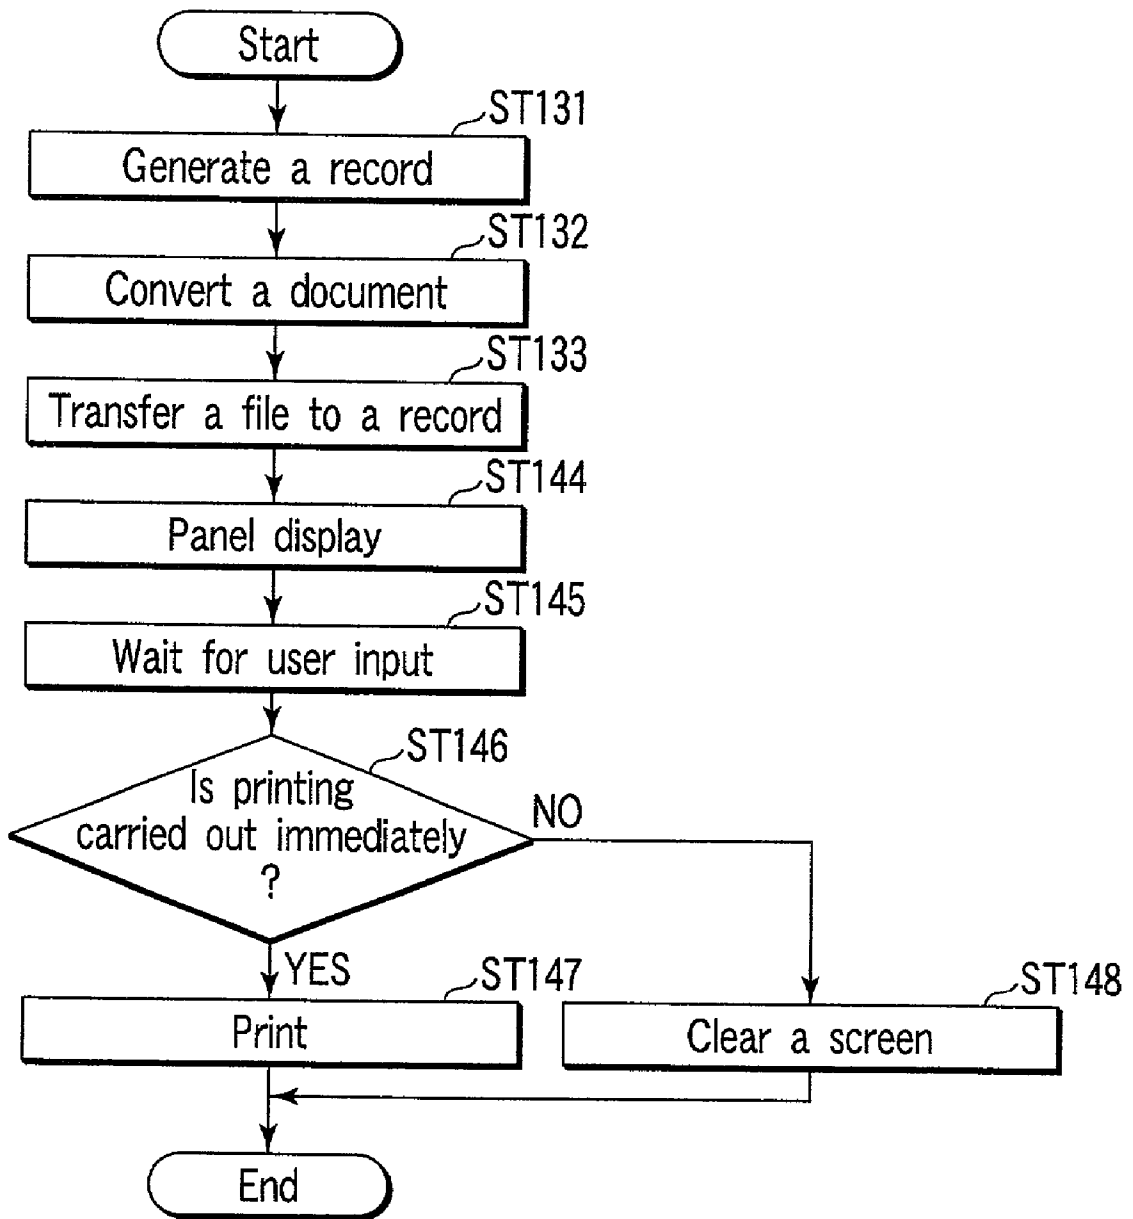 Start
ST131
Generate a record
ST132
Convert a document
ST133
Transfer a file to a record
ST144
Panel display
ST145
Wait for user input
ST146
Is printing
carried out immediately
?
NO
YES
ST147
Print
ST148
Clear a screen
End